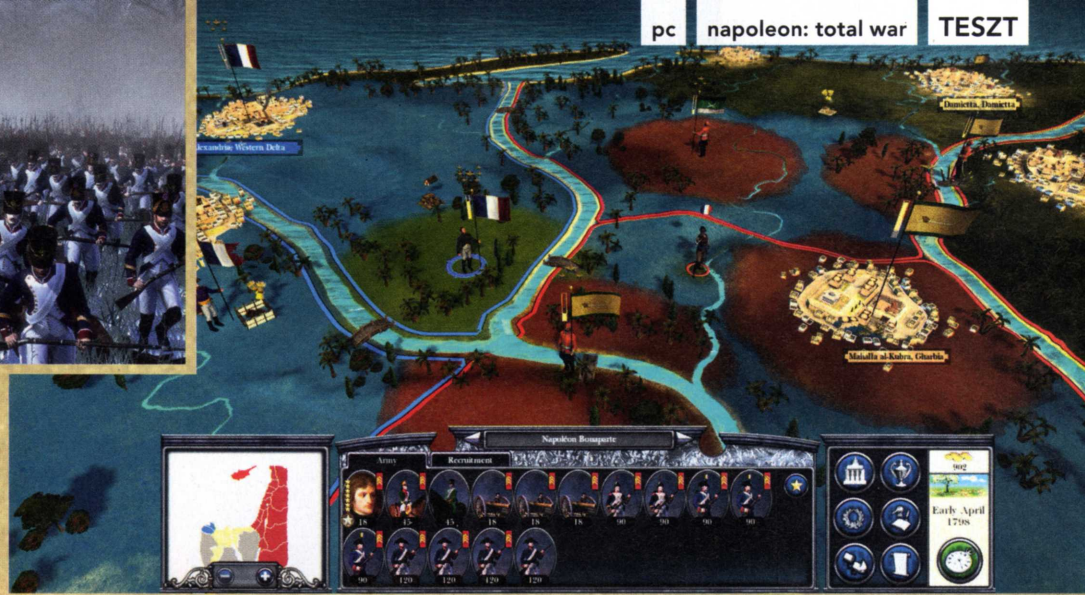 pc napoleon: total war TESZT
Damietta, Damietta
Alexandria, Western Delta
Mahalla al-Kubra, Gharbia
Napoléon Bonaparte
Army Recruitment
902
18 45 45 18 18 18 90 90 90 90
Early April
1798
90 120 120 120 120